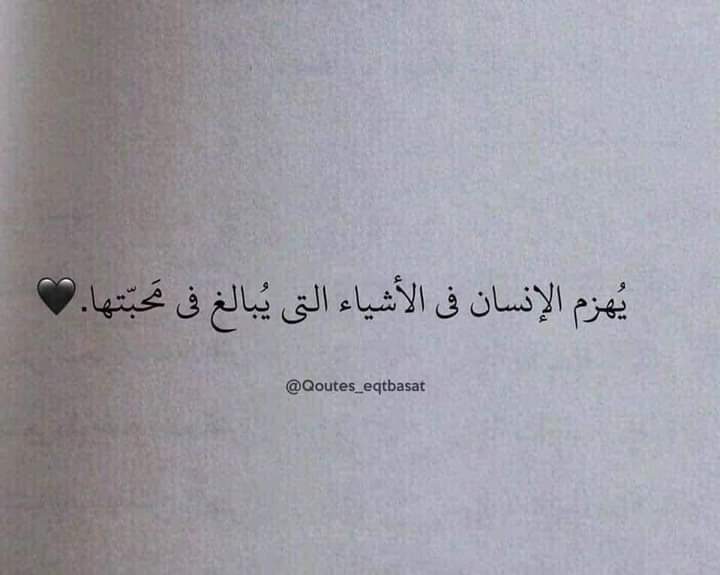 يُهزم الإنسان فى الأشياء التى يُبالغ فى مَحبّتها.🖤
@Qoutes_eqtbasat